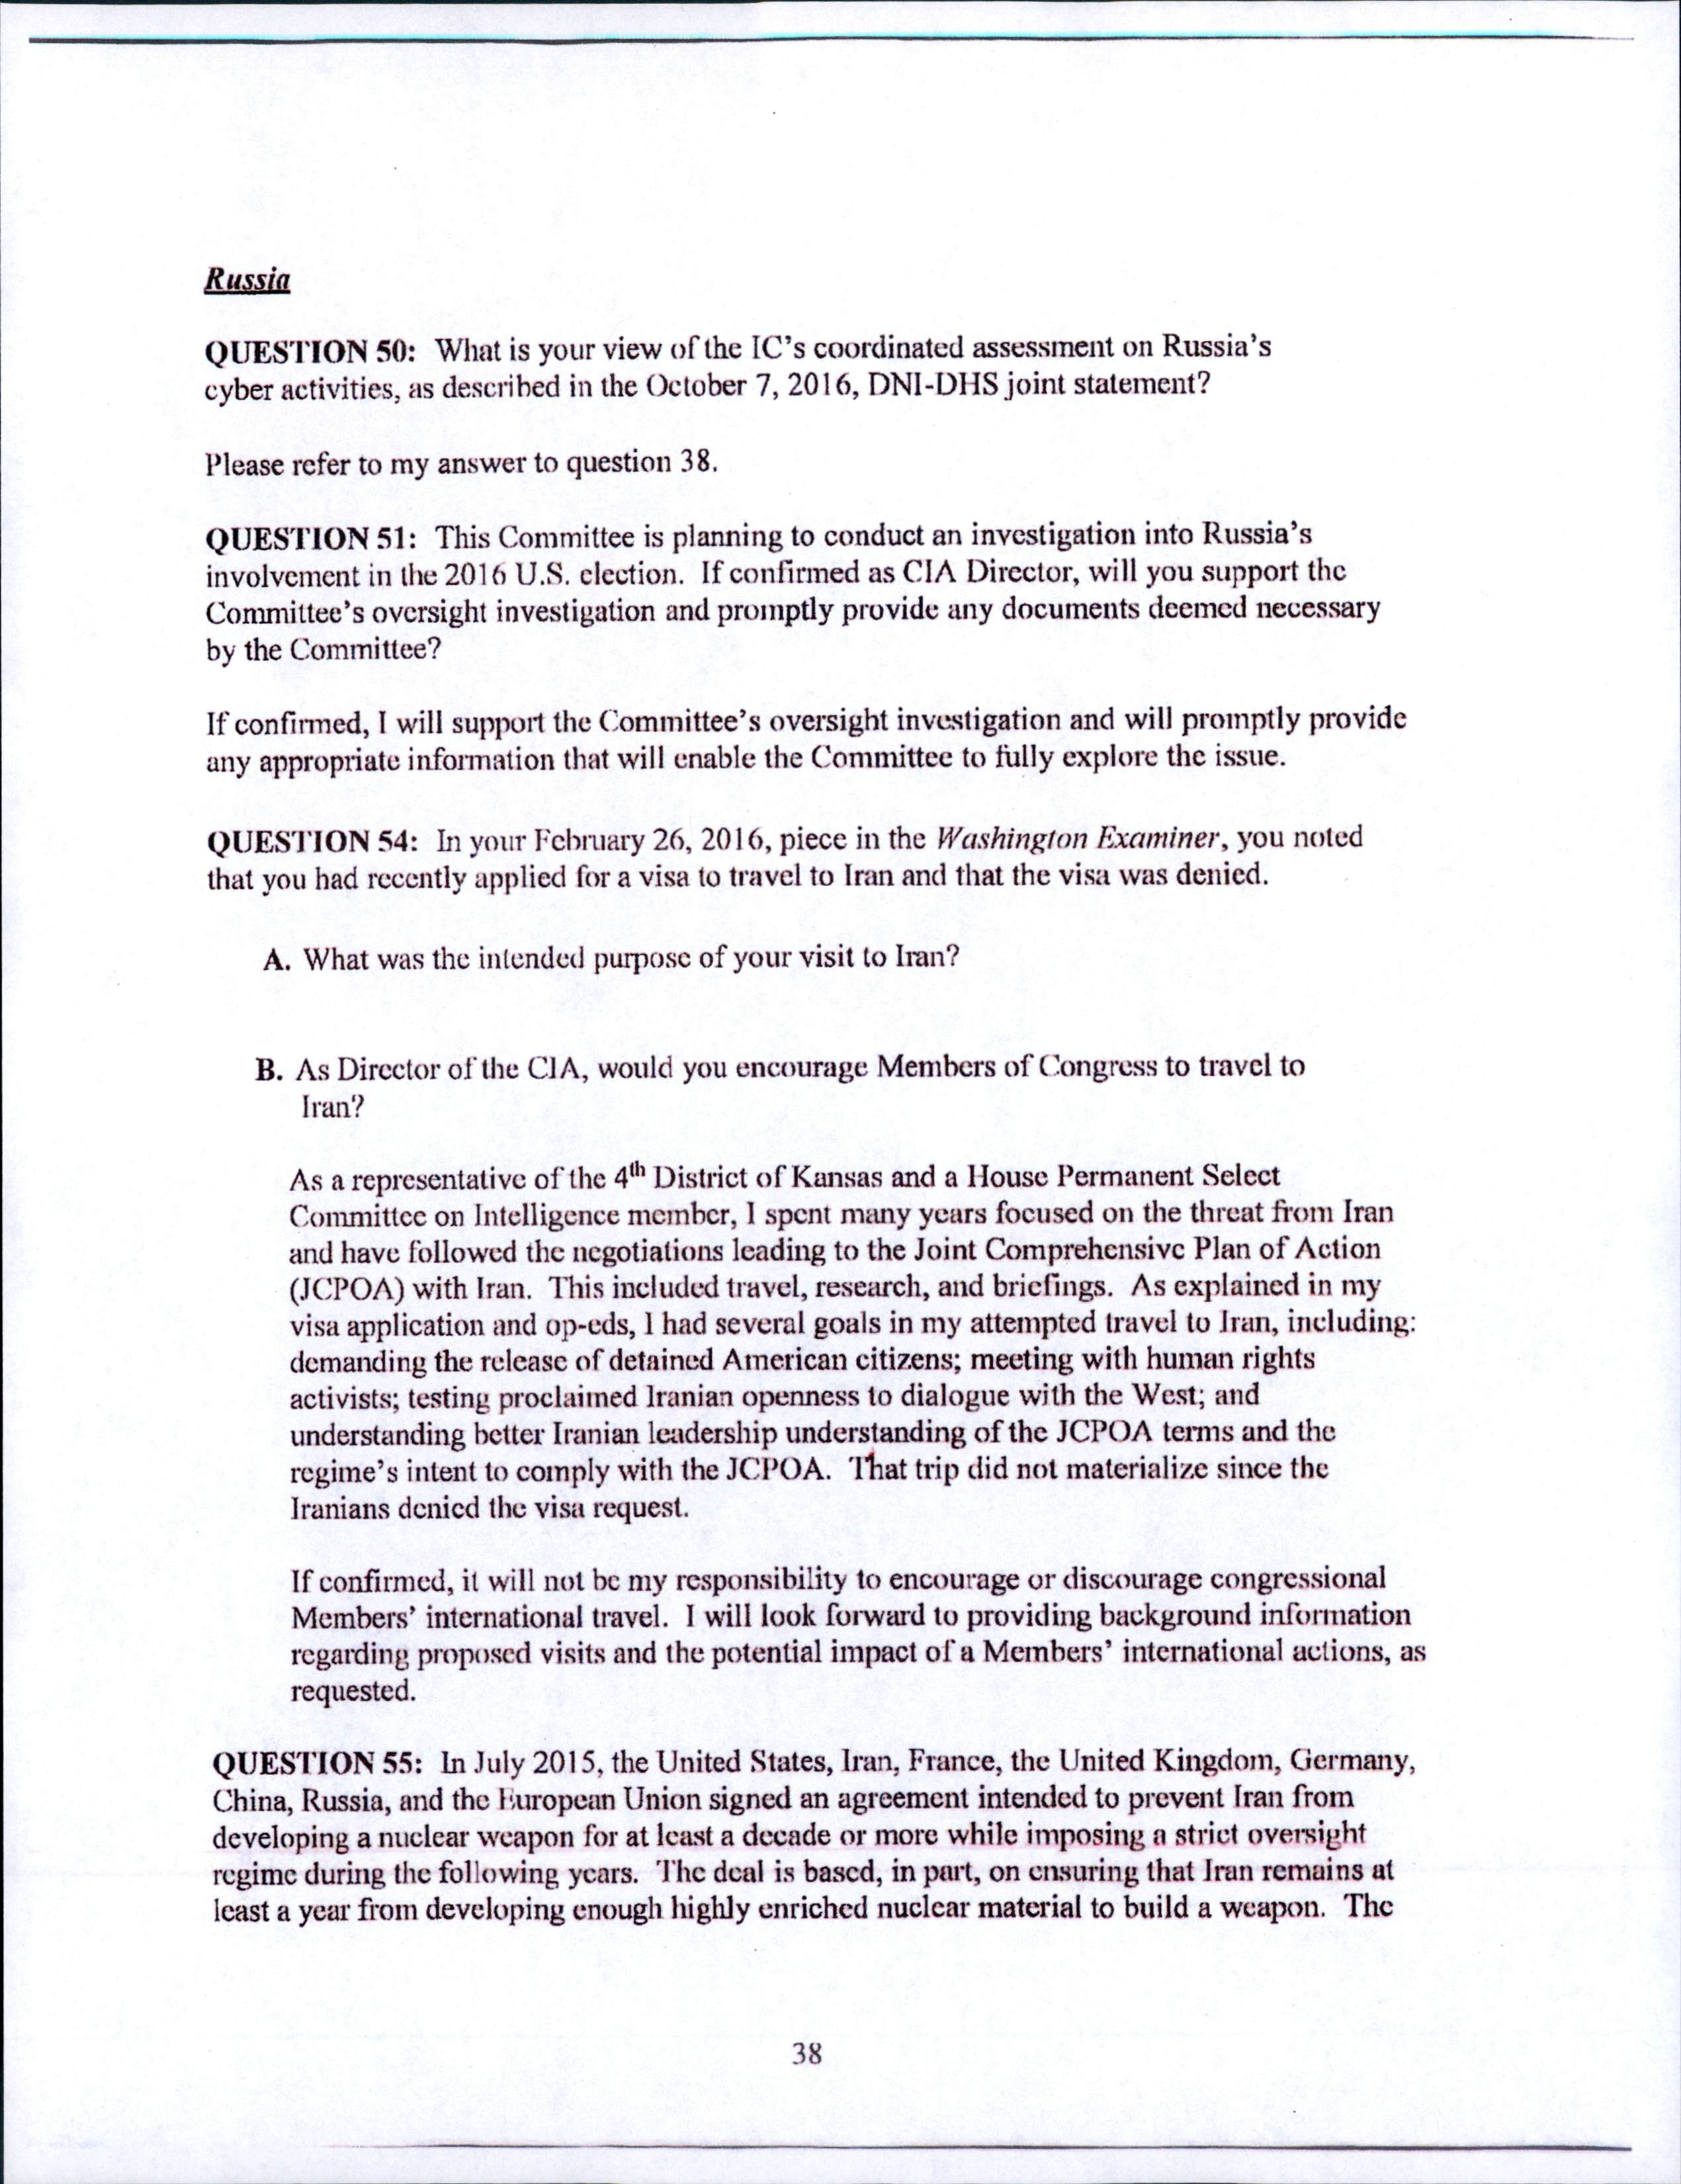 Russia
QUESTION 50: What is your view of the IC's coordinated assessment on Russia's
cyber activities, as described in the October 7, 2016, DNI-DHS joint statement?
Please refer to my answer to question 38.
QUESTION 51: This Committee is planning to conduct an investigation into Russia's
involvement in the 2016 U.S. election. If confirmed as CIA Director, will you support the
Committee's oversight investigation and promptly provide any documents deemed necessary
by the Committee?
If confirmed, I will support the Committee's oversight investigation and will promptly provide
any appropriate information that will enable the Committee to fully explore the issue.
QUESTION 54: In your February 26, 2016, piece in the Washington Examiner, you noted
that you had recently applied for a visa to travel to Iran and that the visa was denied.
A. What was the intended purpose of your visit to Iran?
B. As Director of the CIA, would you encourage Members of Congress to travel to
Iran?
As a representative of the 4th District of Kansas and a House Permanent Select
Committee on Intelligence member, I spent many years focused on the threat from Iran
and have followed the negotiations leading to the Joint Comprehensive Plan of Action
(JCPOA) with Iran. This included travel, research, and briefings. As explained in my
visa application and op-eds, I had several goals in my attempted travel to Iran, including:
demanding the release of detained American citizens; meeting with human rights
activists; testing proclaimed Iranian openness to dialogue with the West; and
understanding better Iranian leadership understanding of the JCPOA terms and the
regime's intent to comply with the JCPOA. That trip did not materialize since the
Iranians denied the visa request.
If confirmed, it will not be my responsibility to encourage or discourage congressional
Members' international travel. I will look forward to providing background information
regarding proposed visits and the potential impact of a Members' international actions, as
requested.
QUESTION 55: In July 2015, the United States, Iran, France, the United Kingdom, Germany,
China, Russia, and the European Union signed an agreement intended to prevent Iran from
developing a nuclear weapon for at least a decade or more while imposing a strict oversight
regime during the following years. The deal is based, in part, on ensuring that Iran remains at
least a year from developing enough highly enriched nuclear material to build a weapon. The
38